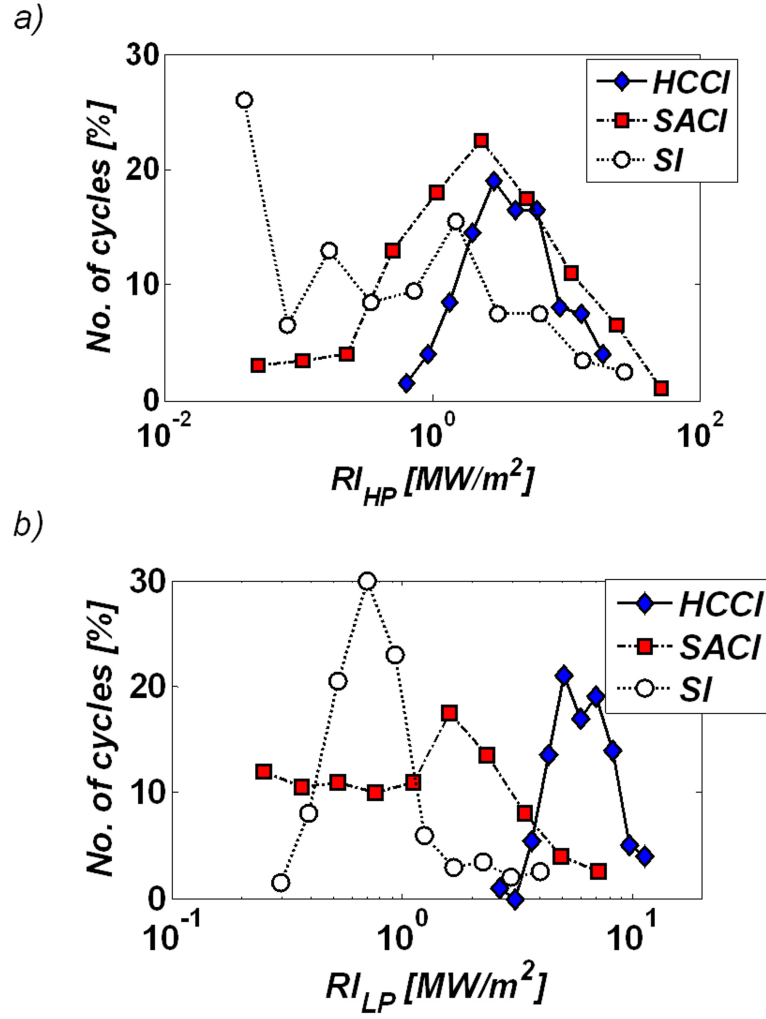 a)
30
20
10
0
No. of cycles [%]
HCCI
SACI
SI
10^-2
10^0
10^2
RI_HP [MW/m^2]
b)
30
20
10
0
No. of cycles [%]
HCCI
SACI
SI
10^-1
10^0
10^1
RI_LP [MW/m^2]